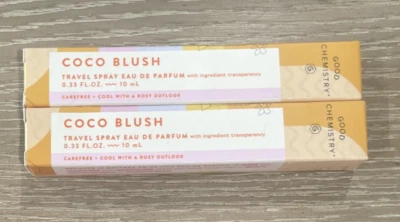 COCO BLUSH
TRAVEL SPRAY EAU DE PARFUM with ingredient transparency
0.33 FL.OZ. 10 mL
CAREFREE + COOL WITH A ROSY OUTLOOK
GOOD
CHEMISTRY
G
COCO BLUSH
TRAVEL SPRAY EAU DE PARFUM with ingredient transparency
0.33 FL.OZ. 10 mL
CAREFREE + COOL WITH A ROSY OUTLOOK
GOOD
CHEMISTRY
G